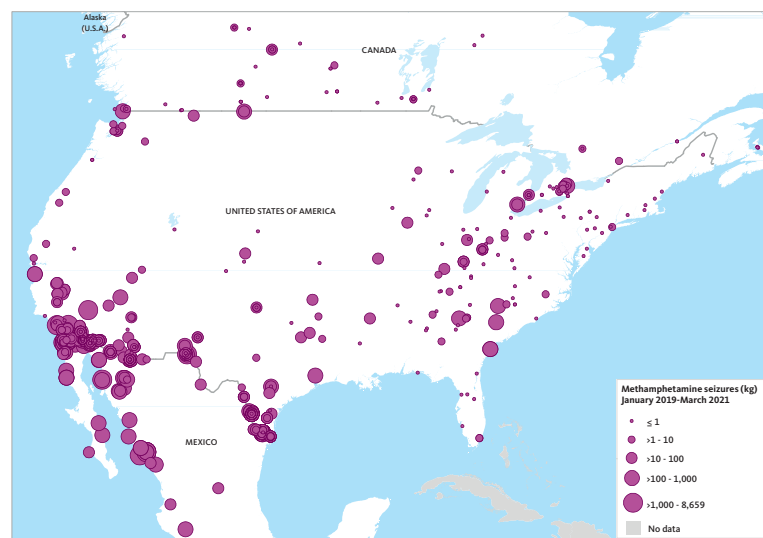 Alaska
(U.S.A.)
CANADA
UNITED STATES OF AMERICA
MEXICO
Methamphetamine seizures (kg)
January 2019-March 2021
≤ 1
>1 - 10
>10 - 100
>100 - 1,000
>1,000 - 8,659
No data